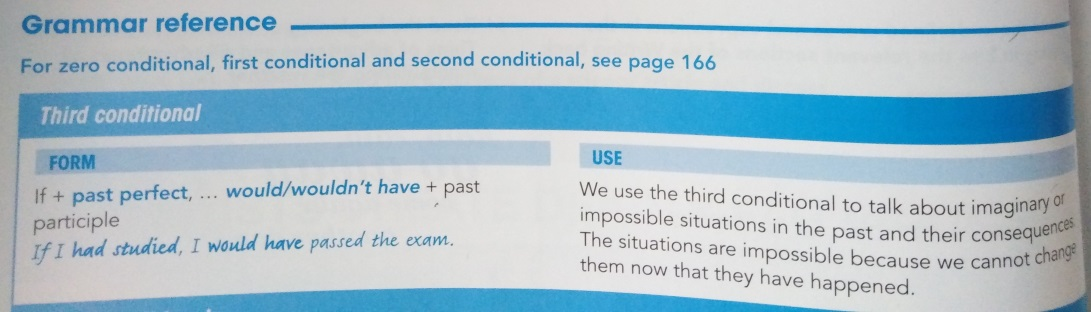 Grammar reference
For zero conditional, first conditional and second conditional, see page 166
Third conditional
FORM
If + past perfect, ... would/wouldn't have + past
participle
If I had studied, I would have passed the exam.
USE
We use the third conditional to talk about imaginary or
impossible situations in the past and their consequences.
The situations are impossible because we cannot change
them now that they have happened.